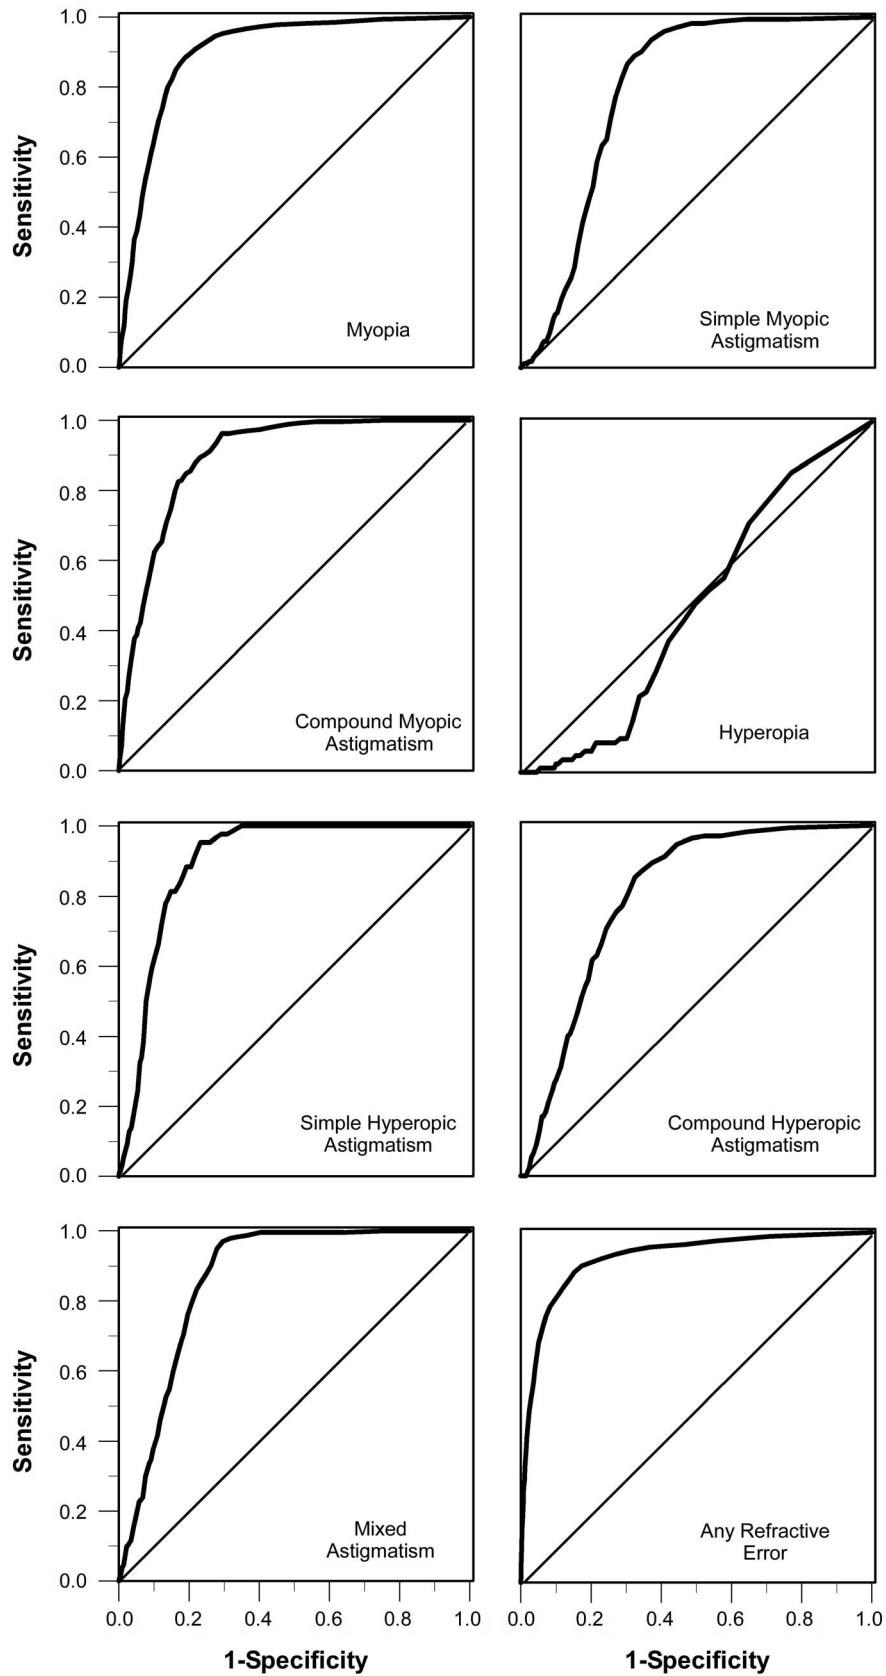 1.0
0.8
0.6
0.4
0.2
0.0
Sensitivity
Myopia
Simple Myopic
Astigmatism
1.0
0.8
0.6
0.4
0.2
0.0
Sensitivity
Compound Myopic
Astigmatism
Hyperopia
1.0
0.8
0.6
0.4
0.2
0.0
Sensitivity
Simple Hyperopic
Astigmatism
Compound Hyperopic
Astigmatism
1.0
0.8
0.6
0.4
0.2
0.0
Sensitivity
Mixed
Astigmatism
Any Refractive
Error
0.0 0.2 0.4 0.6 0.8 1.0
0.0 0.2 0.4 0.6 0.8 1.0
1-Specificity
1-Specificity